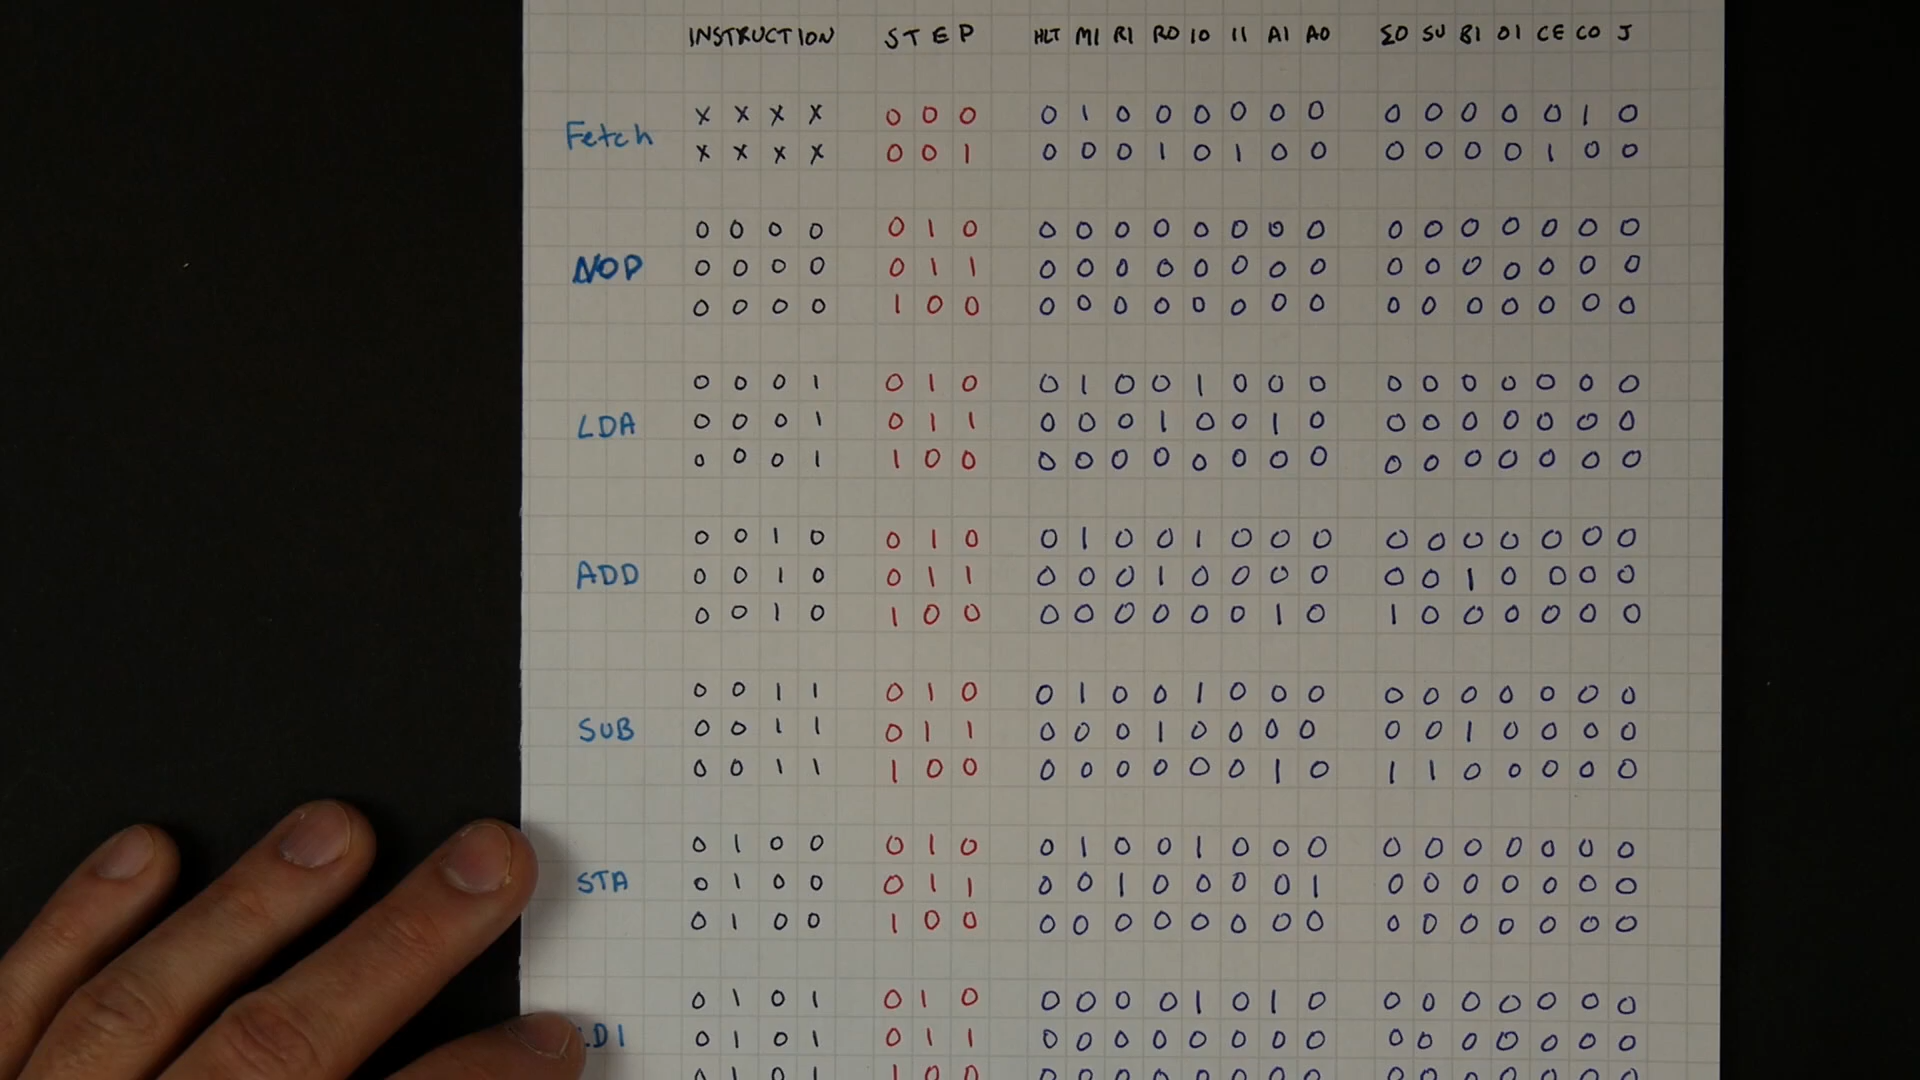 INSTRUCTION STEP HLT MI RI RO IO II AI AO ΣO SU BI OI CE CO J
Fetch
X X X X 0 0 0 0 1 0 0 0 0 0 0 0 0 0 0 0 1 0
X X X X 0 0 1 0 0 0 1 0 1 0 0 0 0 0 0 1 0 0
NOP
0 0 0 0 0 1 0 0 0 0 0 0 0 0 0 0 0 0 0 0 0 0
0 0 0 0 0 1 1 0 0 0 0 0 0 0 0 0 0 0 0 0 0 0
0 0 0 0 1 0 0 0 0 0 0 0 0 0 0 0 0 0 0 0 0 0
LDA
0 0 0 1 0 1 0 0 1 0 0 1 0 0 0 0 0 0 0 0 0 0
0 0 0 1 0 1 1 0 0 0 1 0 0 1 0 0 0 0 0 0 0 0
0 0 0 1 1 0 0 0 0 0 0 0 0 0 0 0 0 0 0 0 0 0
ADD
0 0 1 0 0 1 0 0 1 0 0 1 0 0 0 0 0 0 0 0 0 0
0 0 1 0 0 1 1 0 0 0 1 0 0 0 0 0 0 1 0 0 0 0
0 0 1 0 1 0 0 0 0 0 0 0 0 1 0 1 0 0 0 0 0 0
SUB
0 0 1 1 0 1 0 0 1 0 0 1 0 0 0 0 0 0 0 0 0 0
0 0 1 1 0 1 1 0 0 0 1 0 0 0 0 0 0 1 0 0 0 0
0 0 1 1 1 0 0 0 0 0 0 0 0 1 0 1 1 0 0 0 0 0
STA
0 1 0 0 0 1 0 0 1 0 0 1 0 0 0 0 0 0 0 0 0 0
0 1 0 0 0 1 1 0 0 1 0 0 0 0 1 0 0 0 0 0 0 0
0 1 0 0 1 0 0 0 0 0 0 0 0 0 0 0 0 0 0 0 0 0
DI
0 1 0 1 0 1 0 0 0 0 0 1 0 1 0 0 0 0 0 0 0 0
0 1 0 1 0 1 1 0 0 0 0 0 0 0 0 0 0 0 0 0 0 0